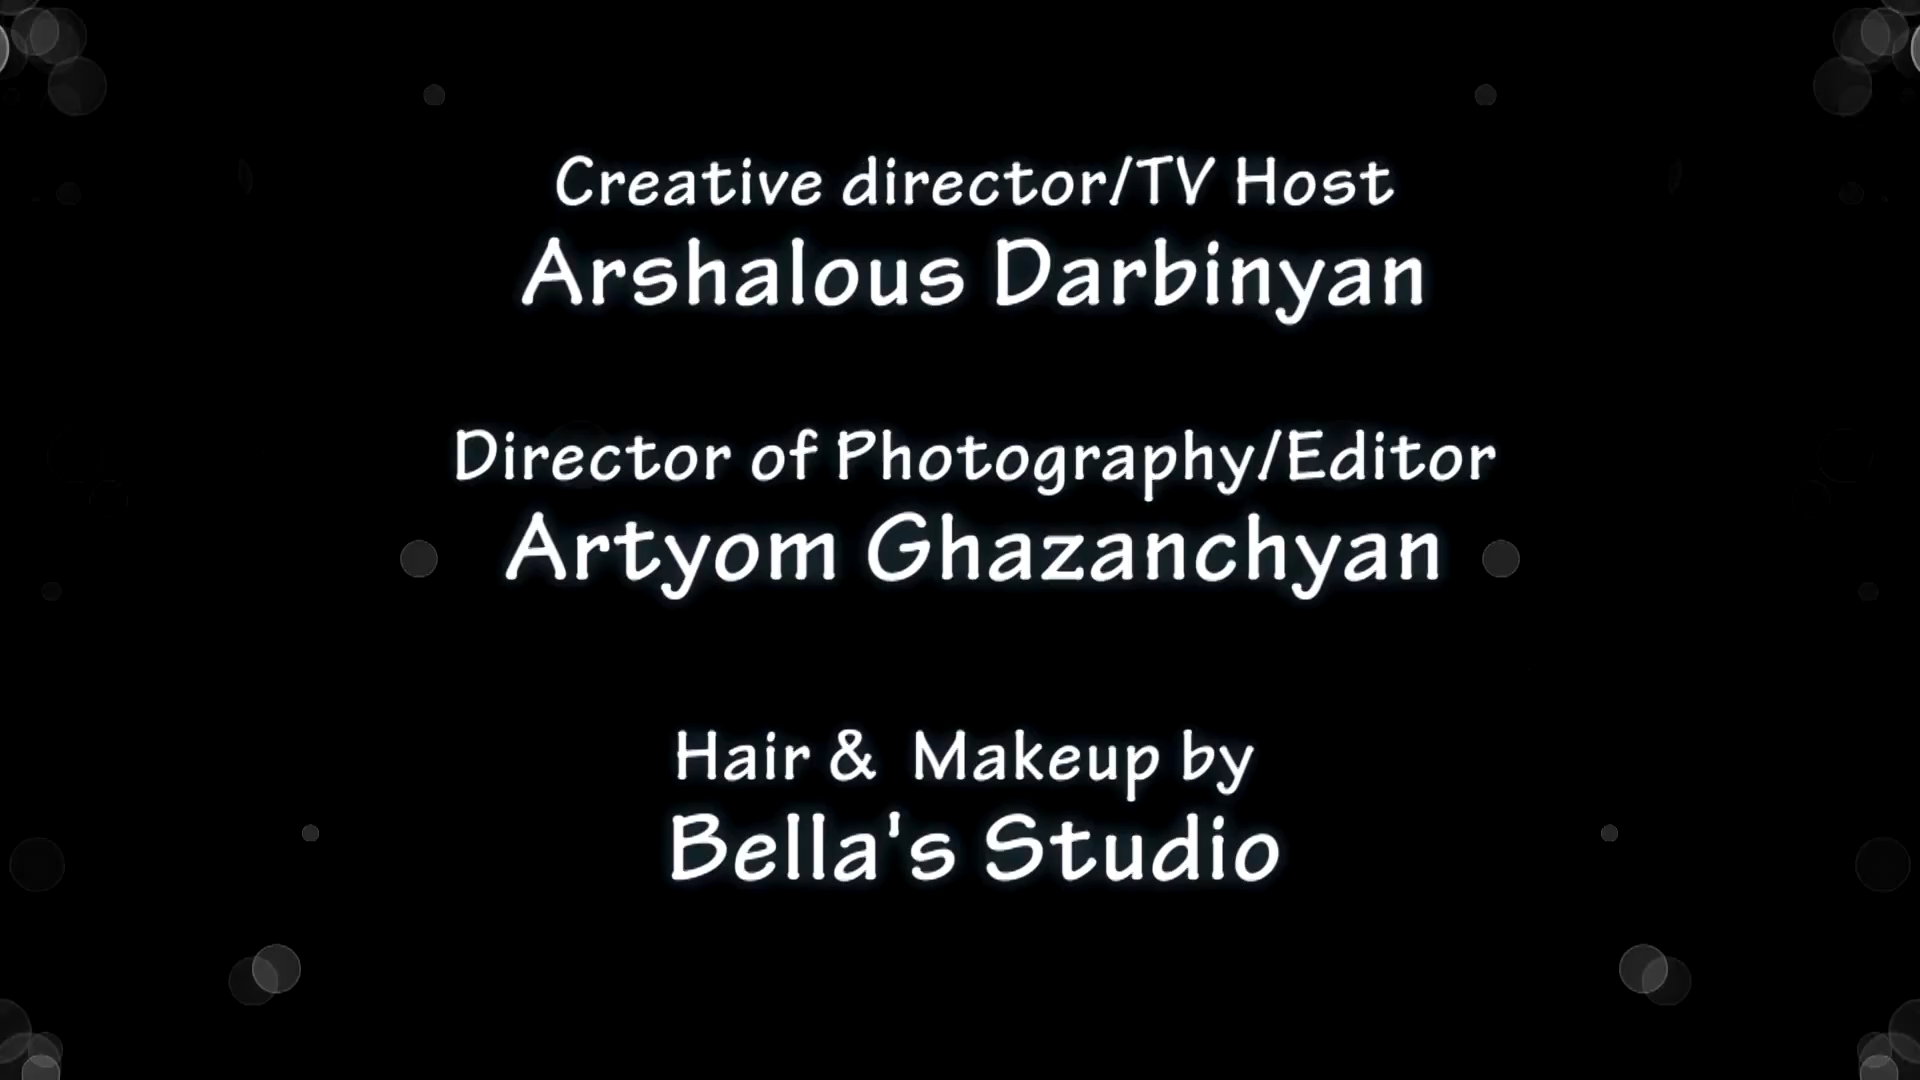 Creative director/TV Host
Arshalous Darbinyan
Director of Photography/Editor
Artyom Ghazanchyan
Hair &  Makeup by
Bella's Studio